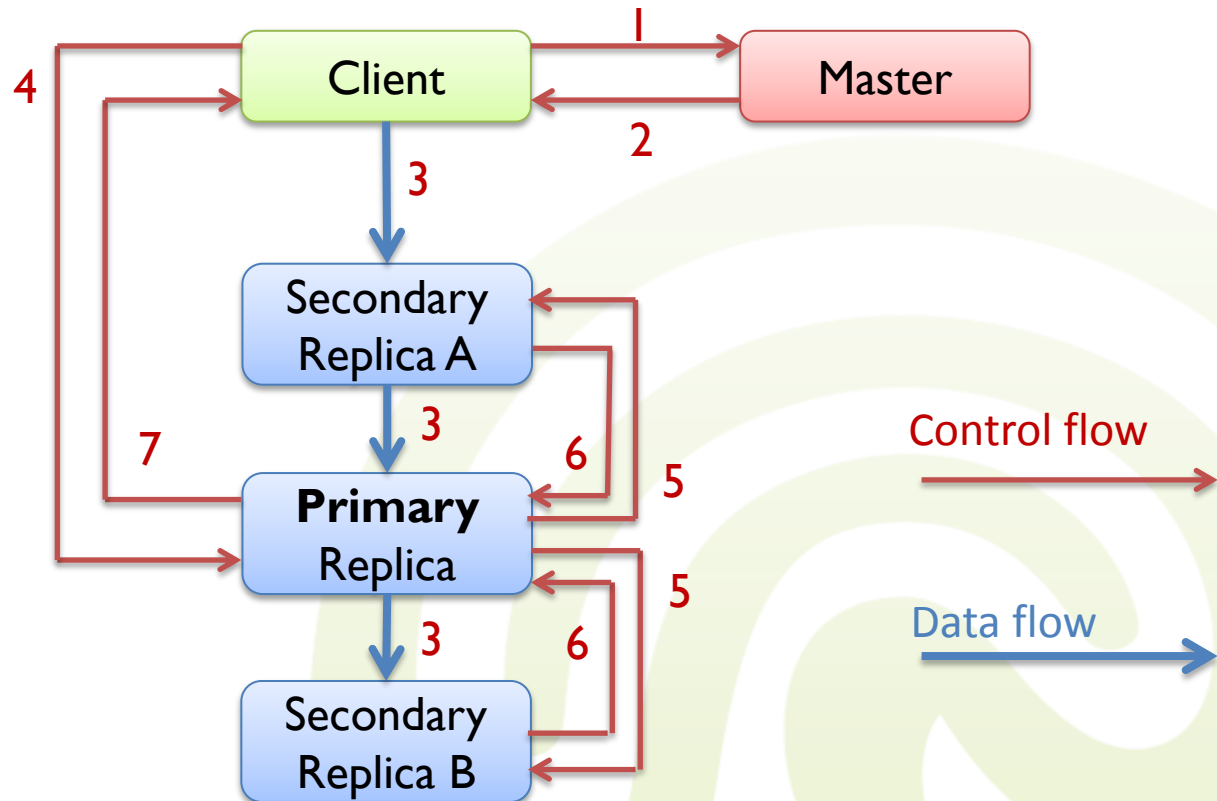 1
4
Client
Master
2
3
Secondary
Replica A
3
7
6
5
Control flow
Primary
Replica
5
3
6
Data flow
Secondary
Replica B